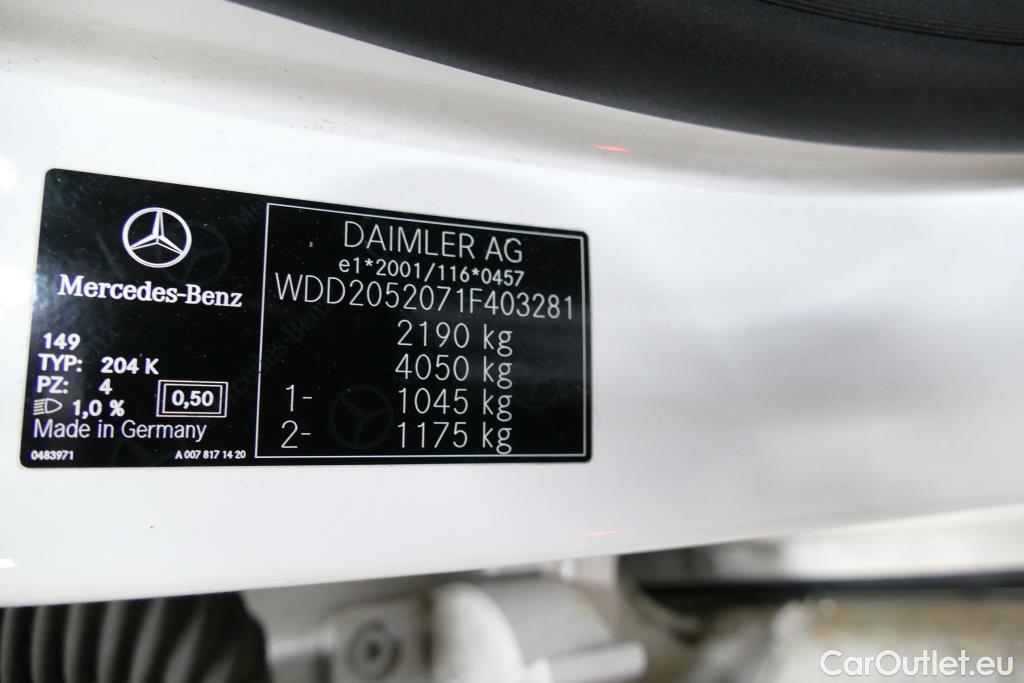 Mercedes-Benz
149
TYP: 204 K
PZ: 4
1,0 %
0,50
Made in Germany
0483971
A 007 817 14 20
DAIMLER AG
e1*2001/116*0457
WDD2052071F403281
2190 kg
4050 kg
1- 1045 kg
2- 1175 kg
CarOutlet.eu